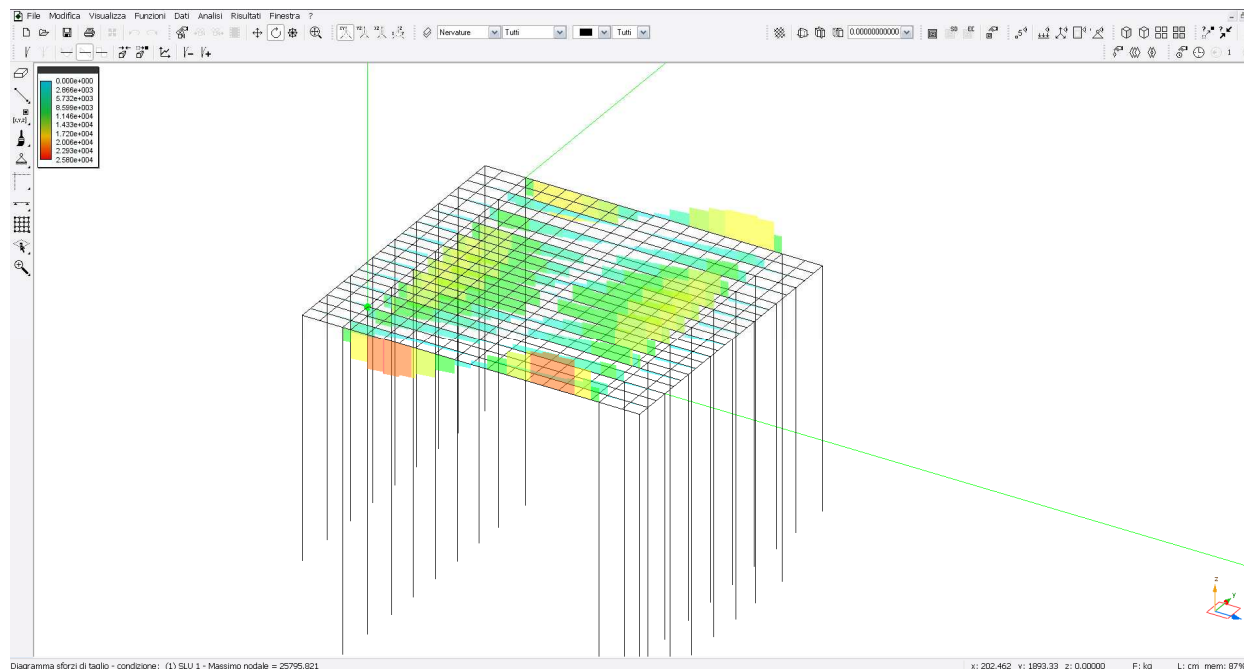 File Modifica Visualizza Funzioni Dati Analisi Risultati Finestra ?
Nervature Tutti Tutti 0.00000000000
1
0.000e+000
2.866e+003
5.732e+003
8.599e+003
1.146e+004
1.433e+004
1.720e+004
2.006e+004
2.293e+004
2.580e+004
z
Y
Diagramma sforzi di taglio - condizione: (1) SLU 1 - Massimo nodale = 25795.821 x: 202.462 y: 1893.33 z: 0.00000 F: kg L: cm mem: 87%